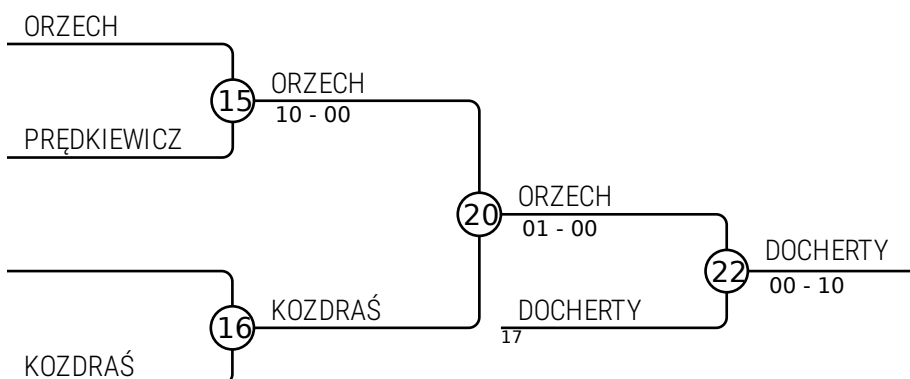 ORZECH
15
ORZECH
10 - 00
PRĘDKIEWICZ
20
ORZECH
01 - 00
22
DOCHERTY
00 - 10
16
KOZDRAŚ
DOCHERTY
17
KOZDRAŚ